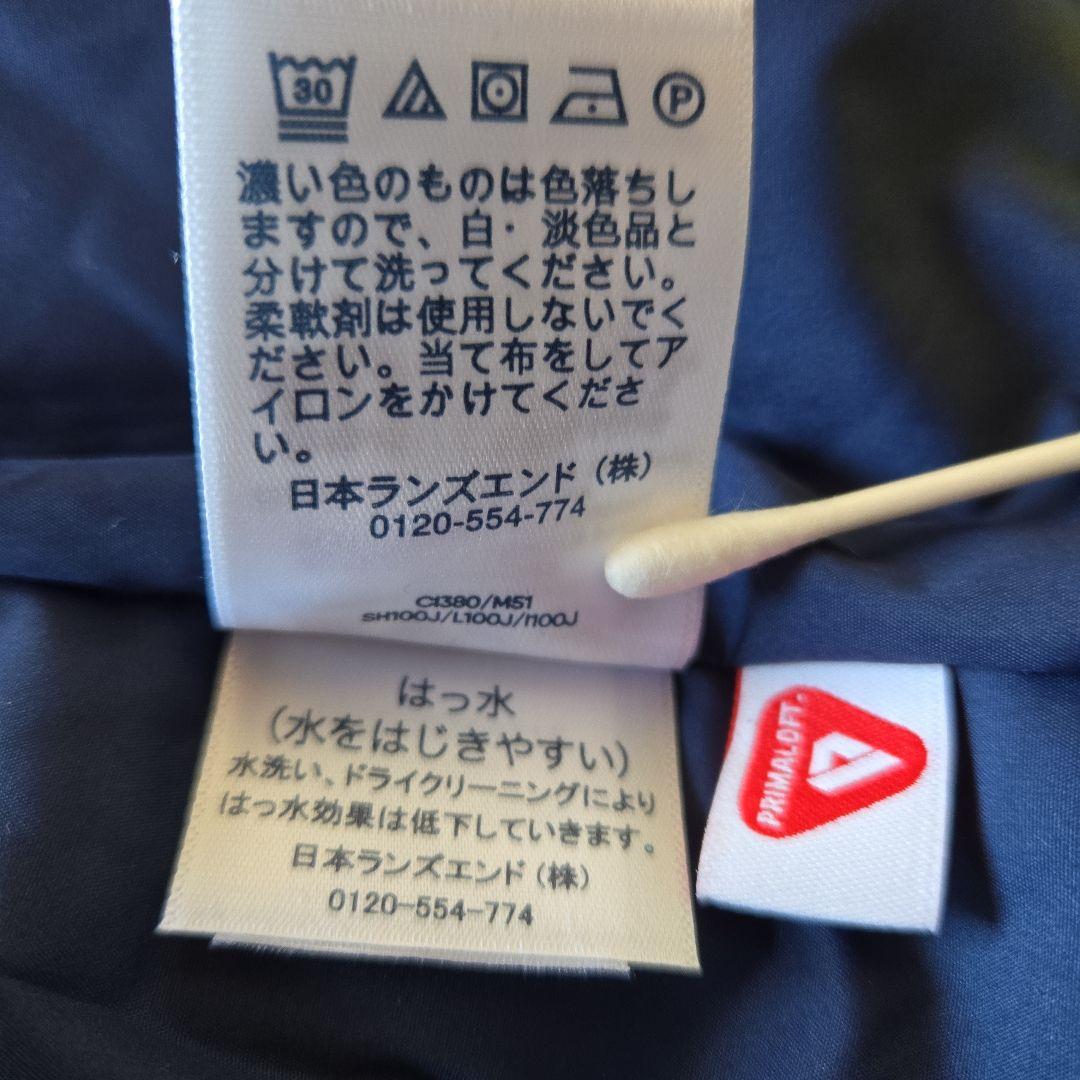 30
P
濃い色のものは色落ちし
ますので、白・淡色品と
分けて洗ってください。
柔軟剤は使用しないでく
ださい。当て布をしてア
イロンをかけてくださ
い。
日本ランズエンド（株）
0120-554-774
C1380/M51
SH100J/L100J/I100J
はっ水
（水をはじきやすい）
水洗い、ドライクリーニングにより
はっ水効果は低下していきます。
日本ランズエンド（株）
0120-554-774
PRIMALOFT